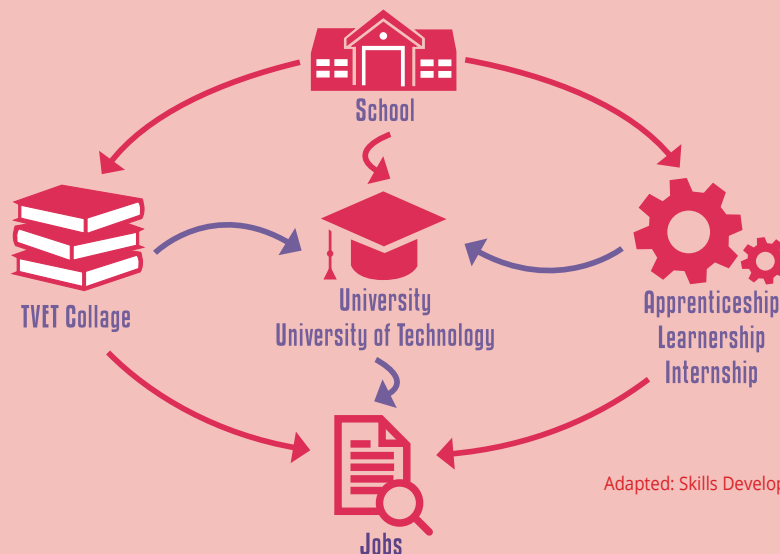 School
TVET Collage
University
University of Technology
Apprenticeship
Learnership
Internship
Adapted: Skills Develop
Jobs